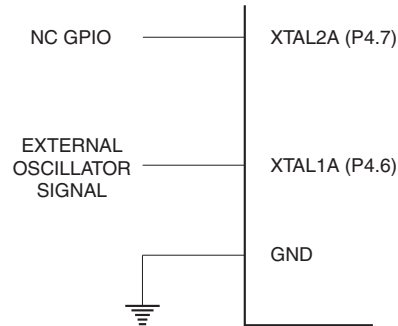 NC GPIO
XTAL2A (P4.7)
EXTERNAL
OSCILLATOR
SIGNAL
XTAL1A (P4.6)
GND